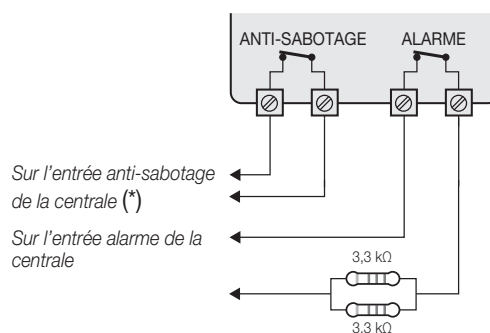 ANTI-SABOTAGE ALARME
Sur l'entrée anti-sabotage
de la centrale (*)
Sur l'entrée alarme de la
centrale
3,3 kΩ
3,3 kΩ